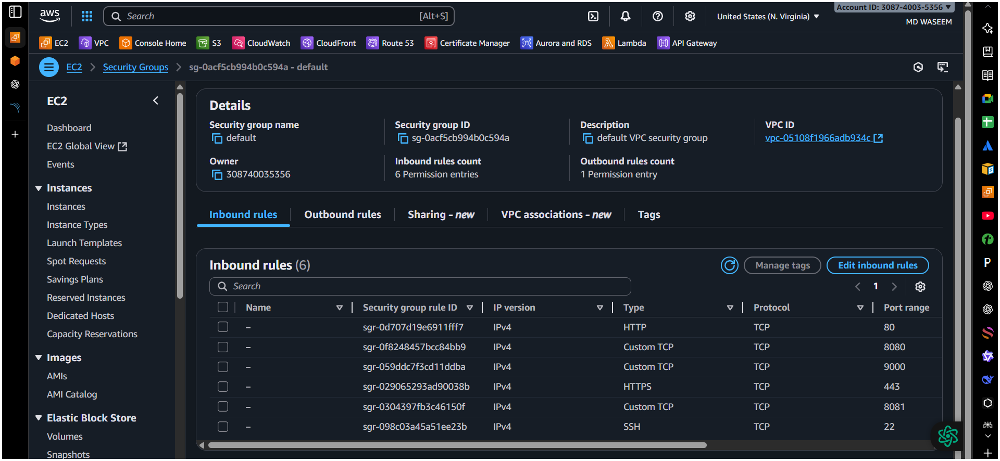 aws
Search [Alt+S]
United States (N. Virginia)
Account ID: 3087-4003-5356
MD WASEEM
EC2 VPC Console Home S3 CloudWatch CloudFront Route 53 Certificate Manager Aurora and RDS Lambda API Gateway
EC2 Security Groups sg-0acf5cb994b0c594a - default
EC2
Dashboard
EC2 Global View
Events
Instances
Instances
Instance Types
Launch Templates
Spot Requests
Savings Plans
Reserved Instances
Dedicated Hosts
Capacity Reservations
Images
AMIs
AMI Catalog
Elastic Block Store
Volumes
Snapshots
Details
Security group name
default
Security group ID
sg-0acf5cb994b0c594a
Description
default VPC security group
VPC ID
vpc-05108f1966adb934c
Owner
308740035356
Inbound rules count
6 Permission entries
Outbound rules count
1 Permission entry
Inbound rules Outbound rules Sharing - new VPC associations - new Tags
Inbound rules (6)
Manage tags Edit inbound rules
Search
1
Name Security group rule ID IP version Type Protocol Port range
– sgr-0d707d19e6911fff7 IPv4 HTTP TCP 80
– sgr-0f8248457bcc84bb9 IPv4 Custom TCP TCP 8080
– sgr-059ddc7f3cd11ddba IPv4 Custom TCP TCP 9000
– sgr-029065293ad90038b IPv4 HTTPS TCP 443
– sgr-0304397fb3c46150f IPv4 Custom TCP TCP 8081
– sgr-098c03a45a51ee23b IPv4 SSH TCP 22